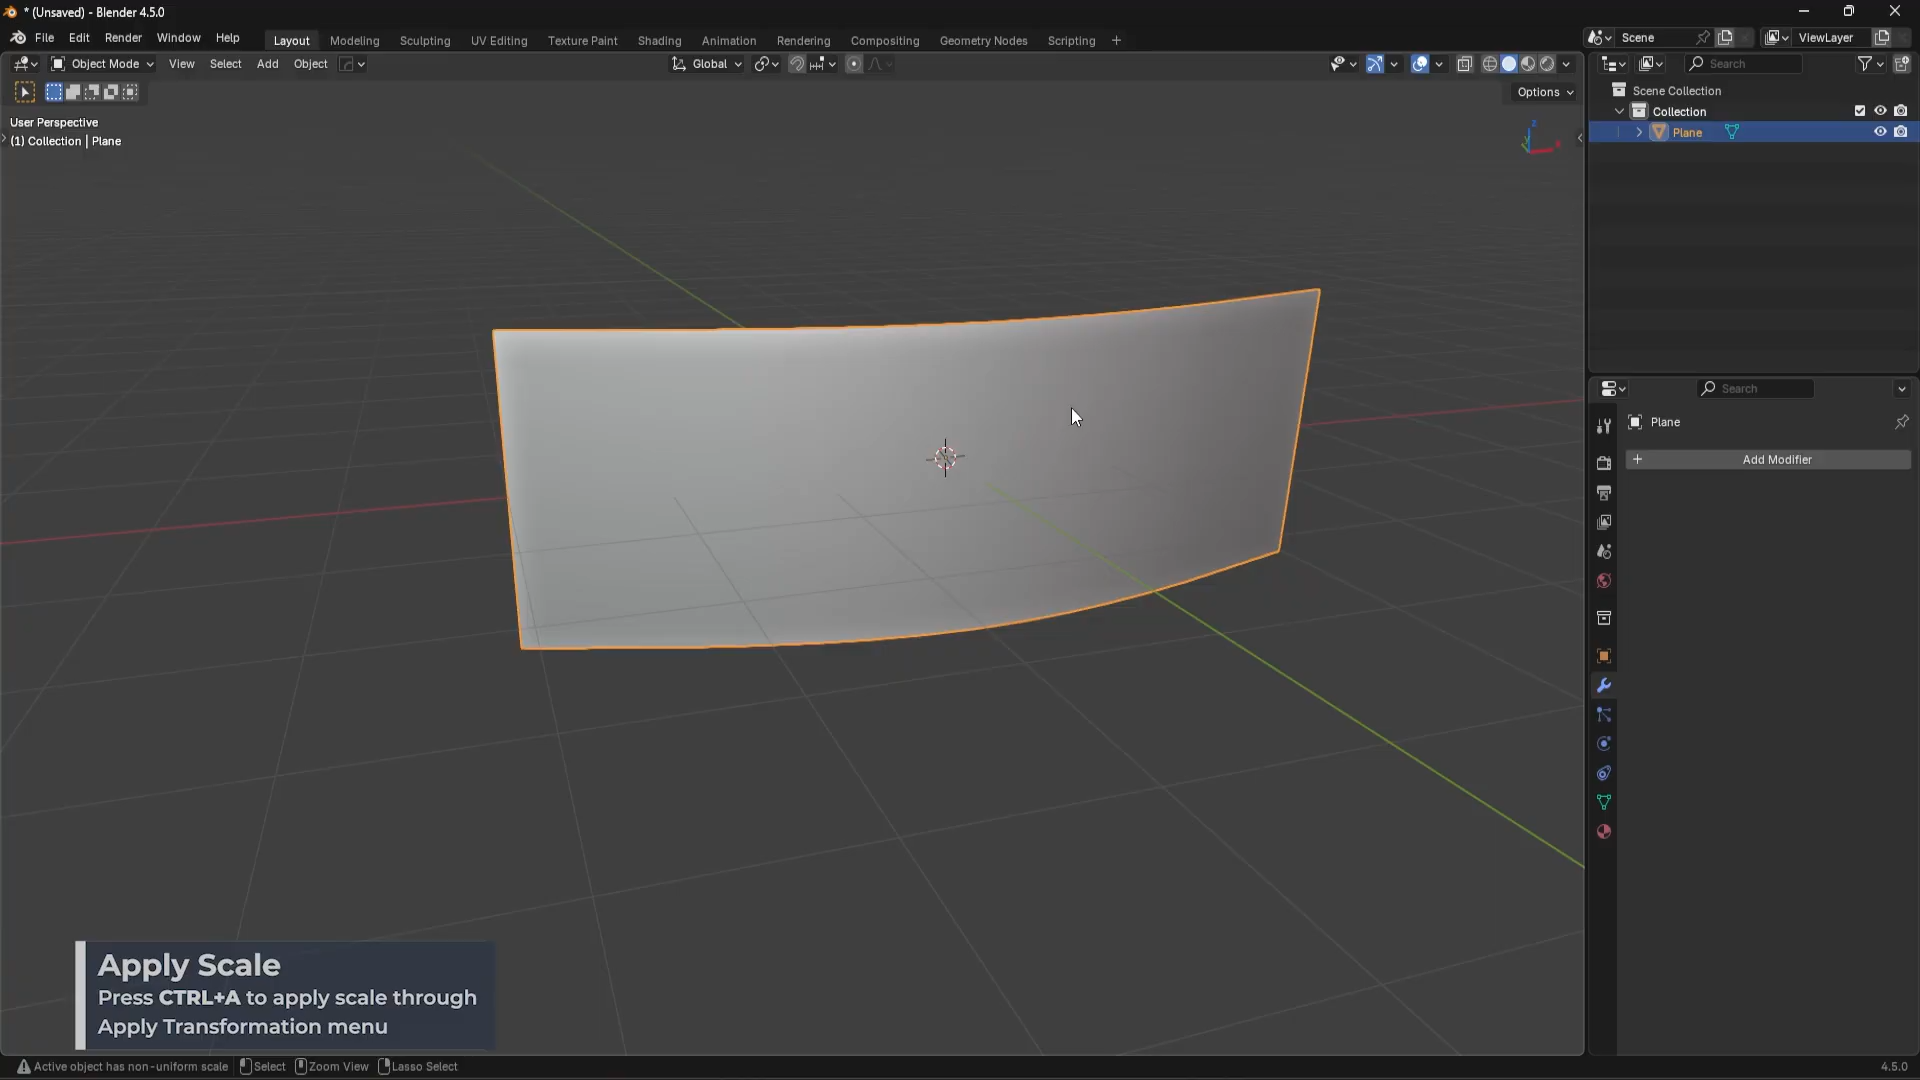 * (Unsaved) - Blender 4.5.0
File Edit Render Window Help
Layout Modeling Sculpting UV Editing Texture Paint Shading Animation Rendering Compositing Geometry Nodes Scripting +
Scene
ViewLayer
Object Mode View Select Add Object
Global
Search
Options
Scene Collection
Collection
Plane
User Perspective
(1) Collection | Plane
Z
Y
X
Search
Plane
+ Add Modifier
Apply Scale
Press CTRL+A to apply scale through
Apply Transformation menu
Active object has non-uniform scale Select Zoom View Lasso Select
4.5.0